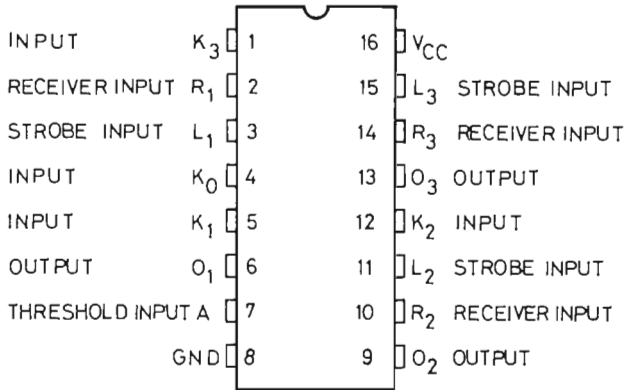 INPUT K3 1 16 VCC
RECEIVER INPUT R1 2 15 L3 STROBE INPUT
STROBE INPUT L1 3 14 R3 RECEIVER INPUT
INPUT K0 4 13 O3 OUTPUT
INPUT K1 5 12 K2 INPUT
OUTPUT O1 6 11 L2 STROBE INPUT
THRESHOLD INPUT A 7 10 R2 RECEIVER INPUT
GND 8 9 O2 OUTPUT